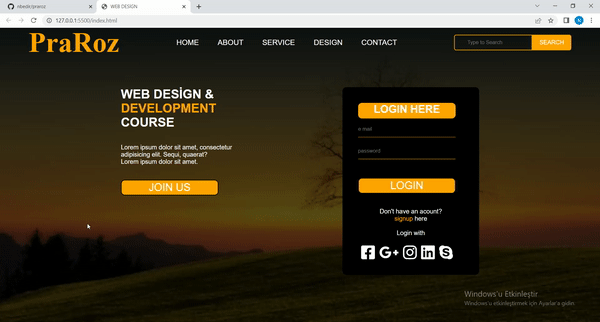 WEB DESIGN
127.0.0.1:5500/index.html
PraRoz
HOME ABOUT SERVICE DESIGN CONTACT
Type to Search SEARCH
WEB DESİGN &
DEVELOPMENT
COURSE
Lorem ipsum dolor sit amet, consectetur
adipisicing elit. Sequi, quaerat?
Lorem ipsum dolor sit amet.
JOIN US
LOGIN HERE
e mail
password
LOGIN
Don't have an acount?
signup here
Login with
Windows'u Etkinleştir
Windows'u etkinleştirmek için Ayarlar'a gidin.